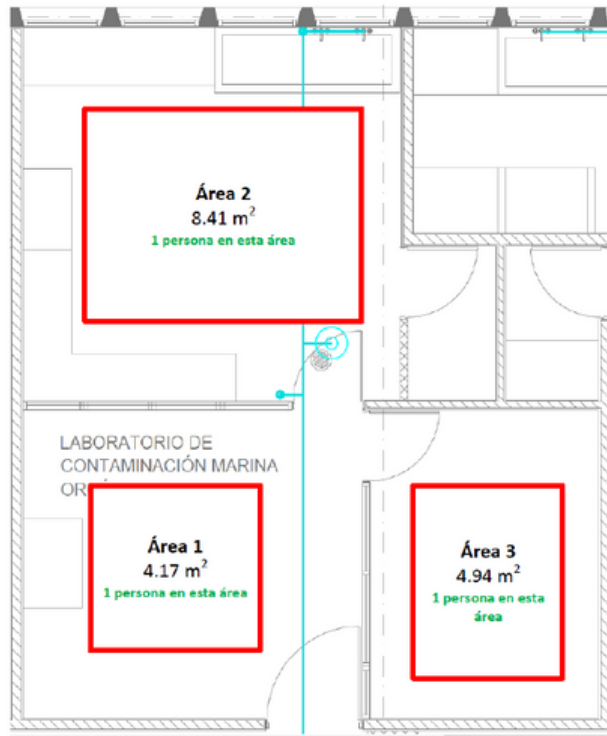 Área 2
8.41 m²
1 persona en esta área
LABORATORIO DE
CONTAMINACIÓN MARINA
Área 1
4.17 m²
1 persona en esta área
Área 3
4.94 m²
1 persona en esta
área